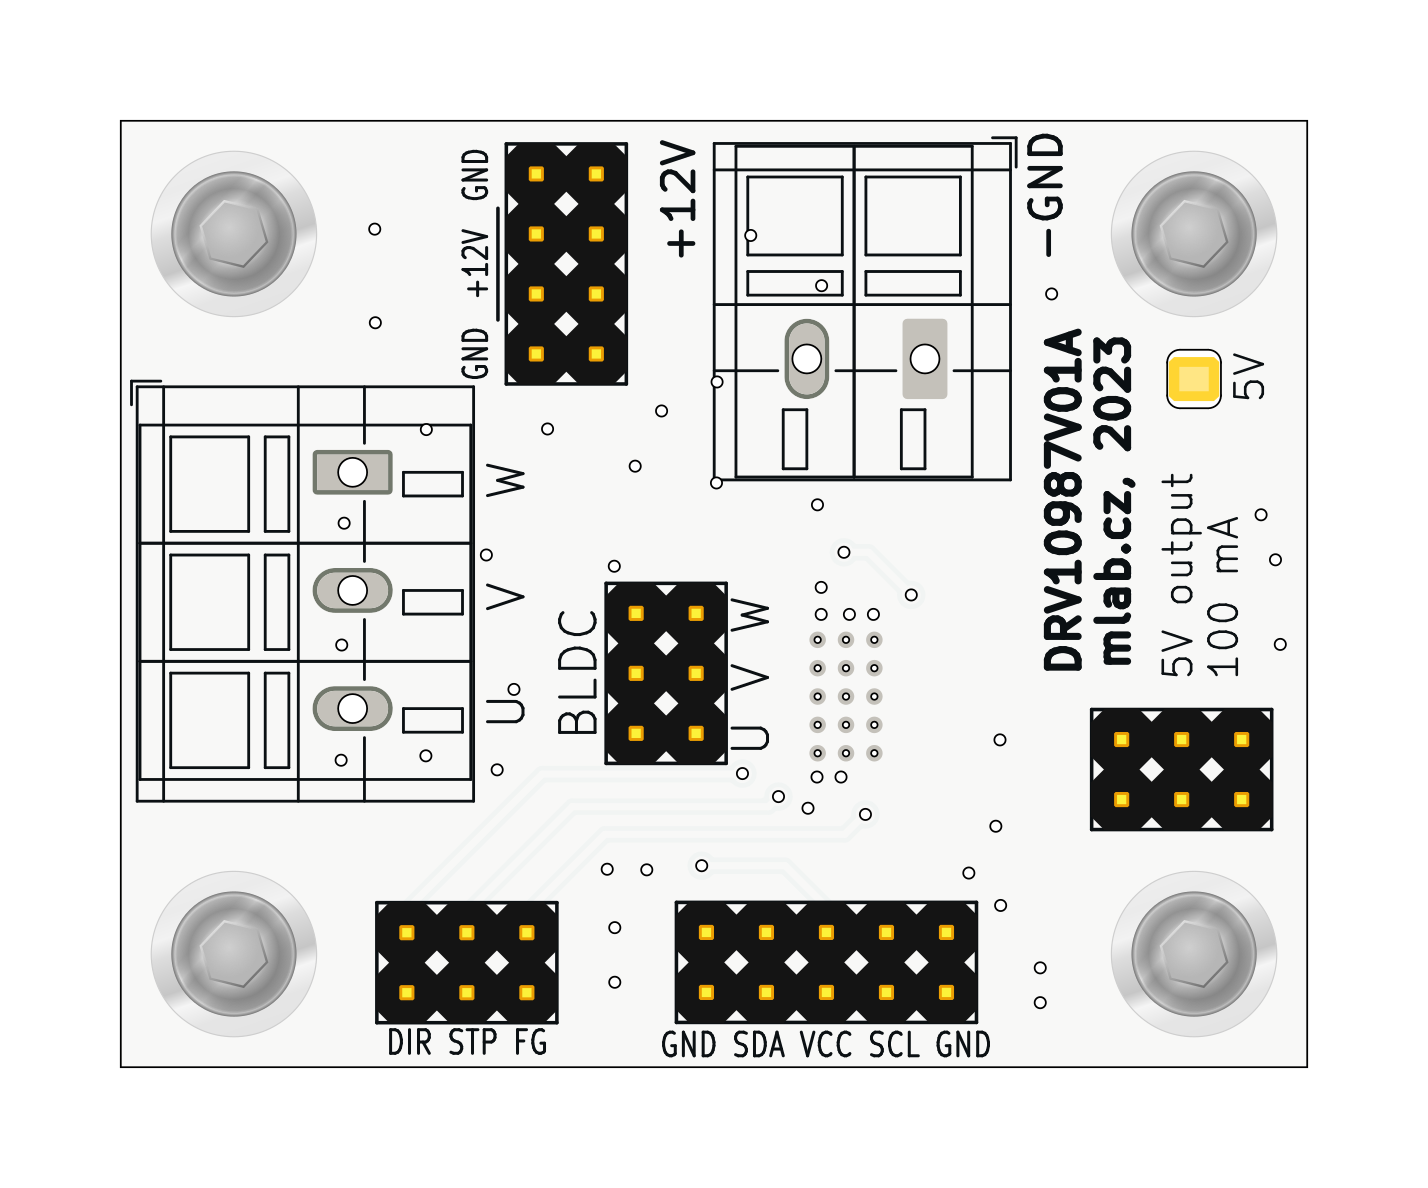 GND
+12V
GND
+12V
-GND
DRV10987V01A
mlab.cz, 2023
5V
5V output
100 mA
W
V
U
BLDC
W
V
U
DIR STP FG
GND SDA VCC SCL GND